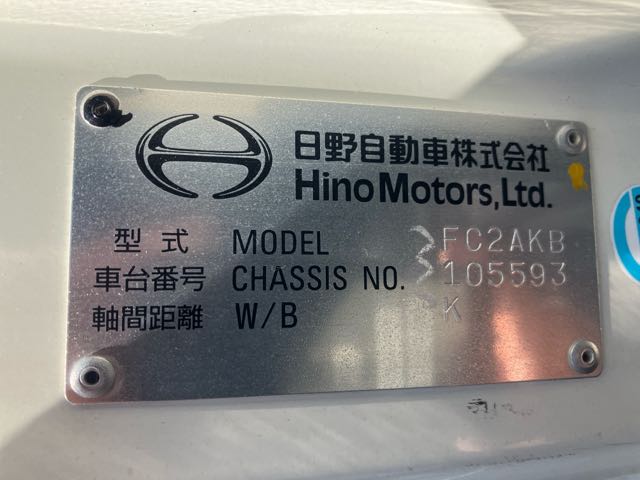 日野自動車株式会社
Hino Motors, Ltd.
型式 MODEL FC2AKB
車台番号 CHASSIS NO. 105593
軸間距離 W/B K